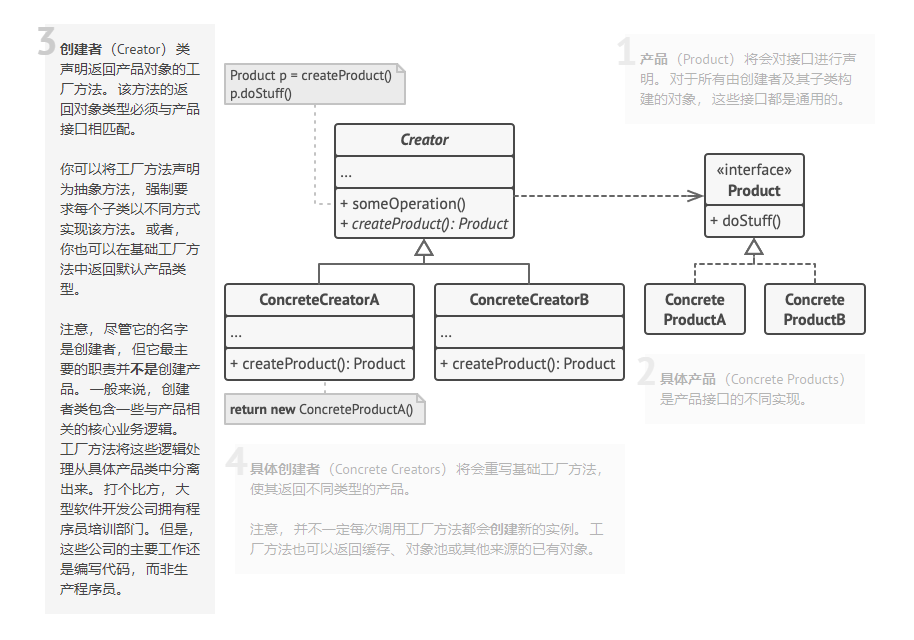 3
创建者（Creator）类
声明返回产品对象的工
厂方法。该方法的返
回对象类型必须与产品
接口相匹配。
你可以将工厂方法声明
为抽象方法，强制要
求每个子类以不同方式
实现该方法。或者，
你也可以在基础工厂方
法中返回默认产品类
型。
注意，尽管它的名字
是创建者，但它最主
要的职责并不是创建产
品。一般来说，创建
者类包含一些与产品相
关的核心业务逻辑。
工厂方法将这些逻辑处
理从具体产品类中分离
出来。打个比方，大
型软件开发公司拥有程
序员培训部门。但是，
这些公司的主要工作还
是编写代码，而非生
产程序员。
Product p = createProduct()
p.doStuff()
Creator
...
+ someOperation()
+ createProduct(): Product
1
产品（Product）将会对接口进行声
明。对于所有由创建者及其子类构
建的对象，这些接口都是通用的。
«interface»
Product
+ doStuff()
ConcreteCreatorA
...
+ createProduct(): Product
ConcreteCreatorB
...
+ createProduct(): Product
Concrete
ProductA
Concrete
ProductB
return new ConcreteProductA()
2
具体产品（Concrete Products）
是产品接口的不同实现。
4
具体创建者（Concrete Creators）将会重写基础工厂方法，
使其返回不同类型的产品。
注意，并不一定每次调用工厂方法都会创建新的实例。工
厂方法也可以返回缓存、对象池或其他来源的已有对象。